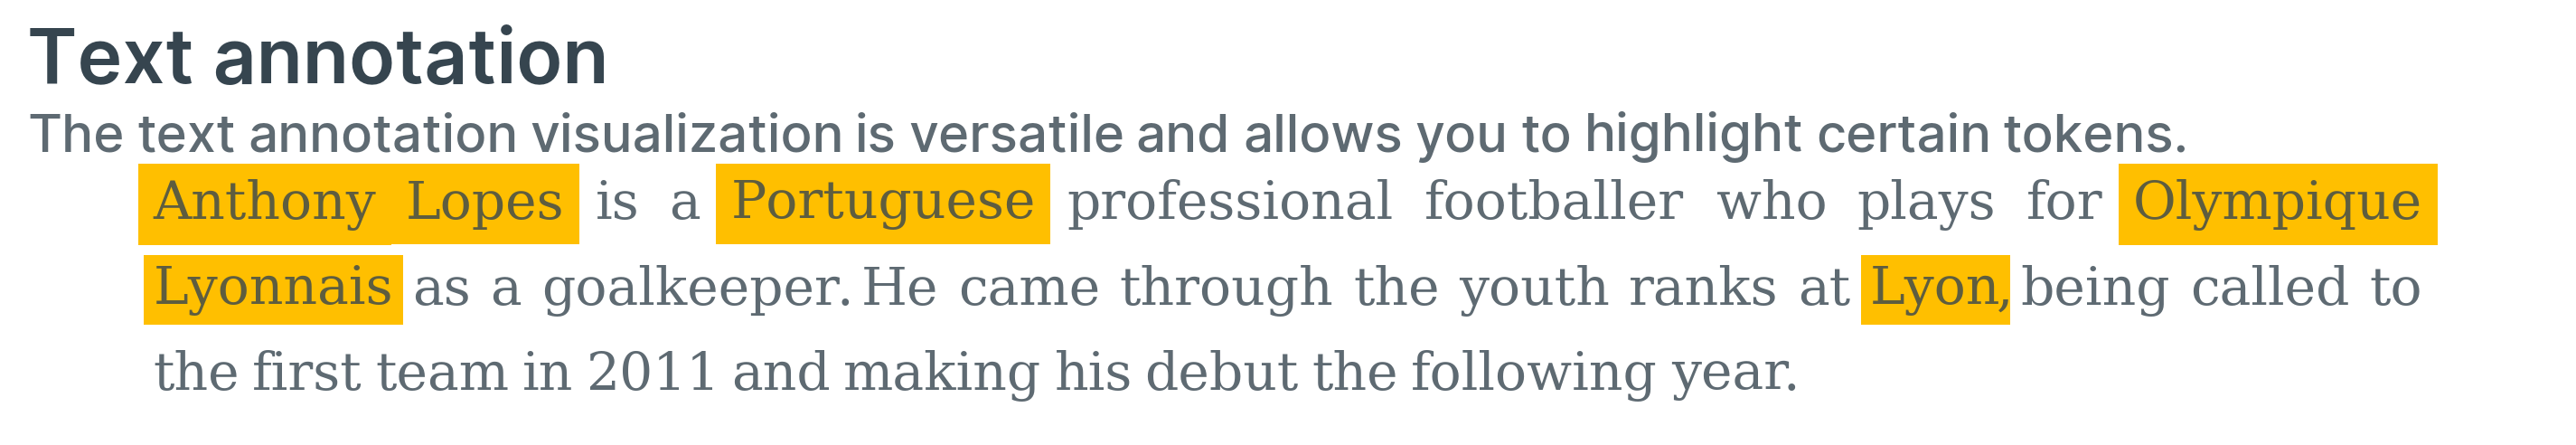 Text annotation
The text annotation visualization is versatile and allows you to highlight certain tokens.
Anthony Lopes is a Portuguese professional footballer who plays for Olympique
Lyonnais as a goalkeeper. He came through the youth ranks at Lyon, being called to
the first team in 2011 and making his debut the following year.